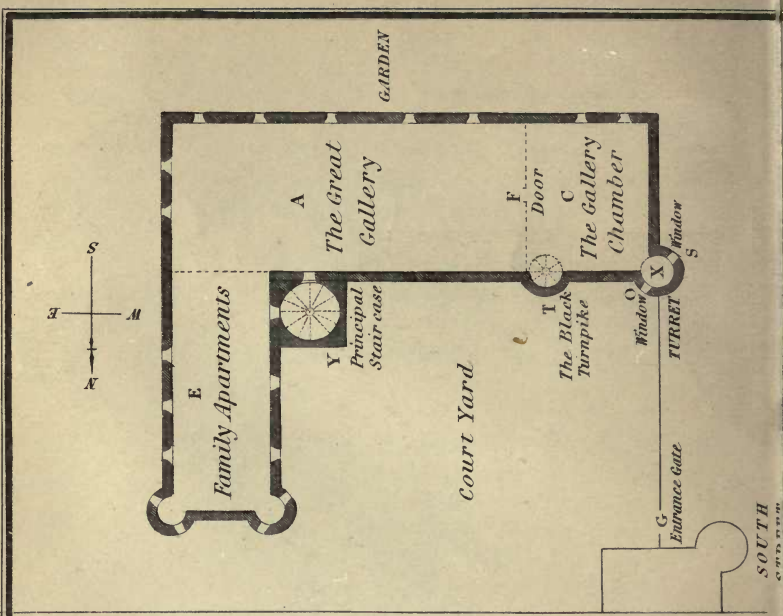 GARDEN
S
E
W
N
A
The Great
Gallery
F
Door
C
The Gallery
Chamber
E
Family Apartments
Y
Principal
Stair case
T
The Black
Turnpike
O
Window
X
Window
S
TURRET
Court Yard
G
Entrance Gate
SOUTH